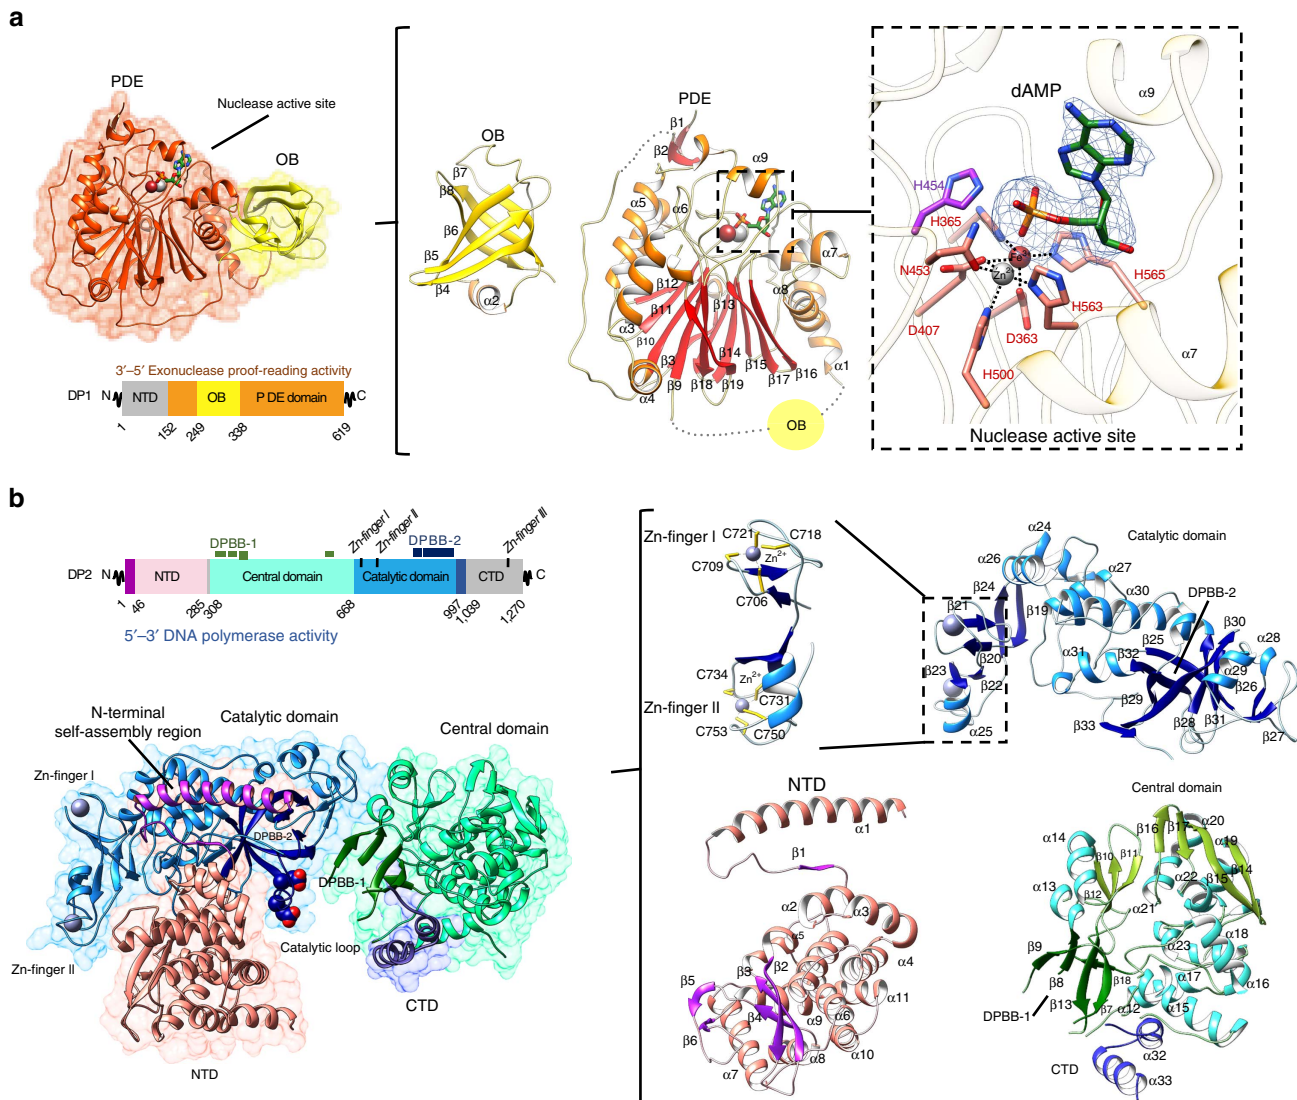 a
PDE
Nuclease active site
OB
3′–5′ Exonuclease proof-reading activity
DP1 N NTD OB PDE domain C
1 152 249 338 619
OB
β7
β8
β6
β5
β4
α2
PDE
β1
β2
α9
α5
α6
α7
α8
β12
β13
β11
α3
β10
β14
β3
β15
β16
α1
β9
β18
β19
β17
α4
OB
dAMP
α9
H454
H365
Fe3+
N453
Zn2+
H565
H563
D407
D363
α7
H500
Nuclease active site
b
Zn-finger I
Zn-finger II
Zn-finger III
DPBB-1
DPBB-2
DP2 N NTD Central domain Catalytic domain CTD C
1 46 285 308 668 997 1,039 1,270
5′–3′ DNA polymerase activity
N-terminal
self-assembly region
Catalytic domain
Central domain
Zn-finger I
DPBB-2
DPBB-1
Catalytic loop
Zn-finger II
CTD
NTD
Zn-finger I
C721
C718
Zn2+
C709
C706
C734
Zn2+
C731
Zn-finger II
C753
C750
Catalytic domain
α24
α26
α27
β24
α30
DPBB-2
β21
β19
β30
β25
α28
α31
β32
β20
α29
β23
β26
β22
β29
β33
β28
β31
β27
α25
NTD
α1
β1
α2
α3
α5
α4
β2
β3
β5
α11
β4
α9
α6
β6
α8
α10
α7
Central domain
α20
β16
β17
α14
α19
β10
β11
β14
α22
β15
α13
β12
α21
α18
β9
α23
α17
α16
β8
β18
β13
β7
α12
α15
DPBB-1
α32
CTD
α33